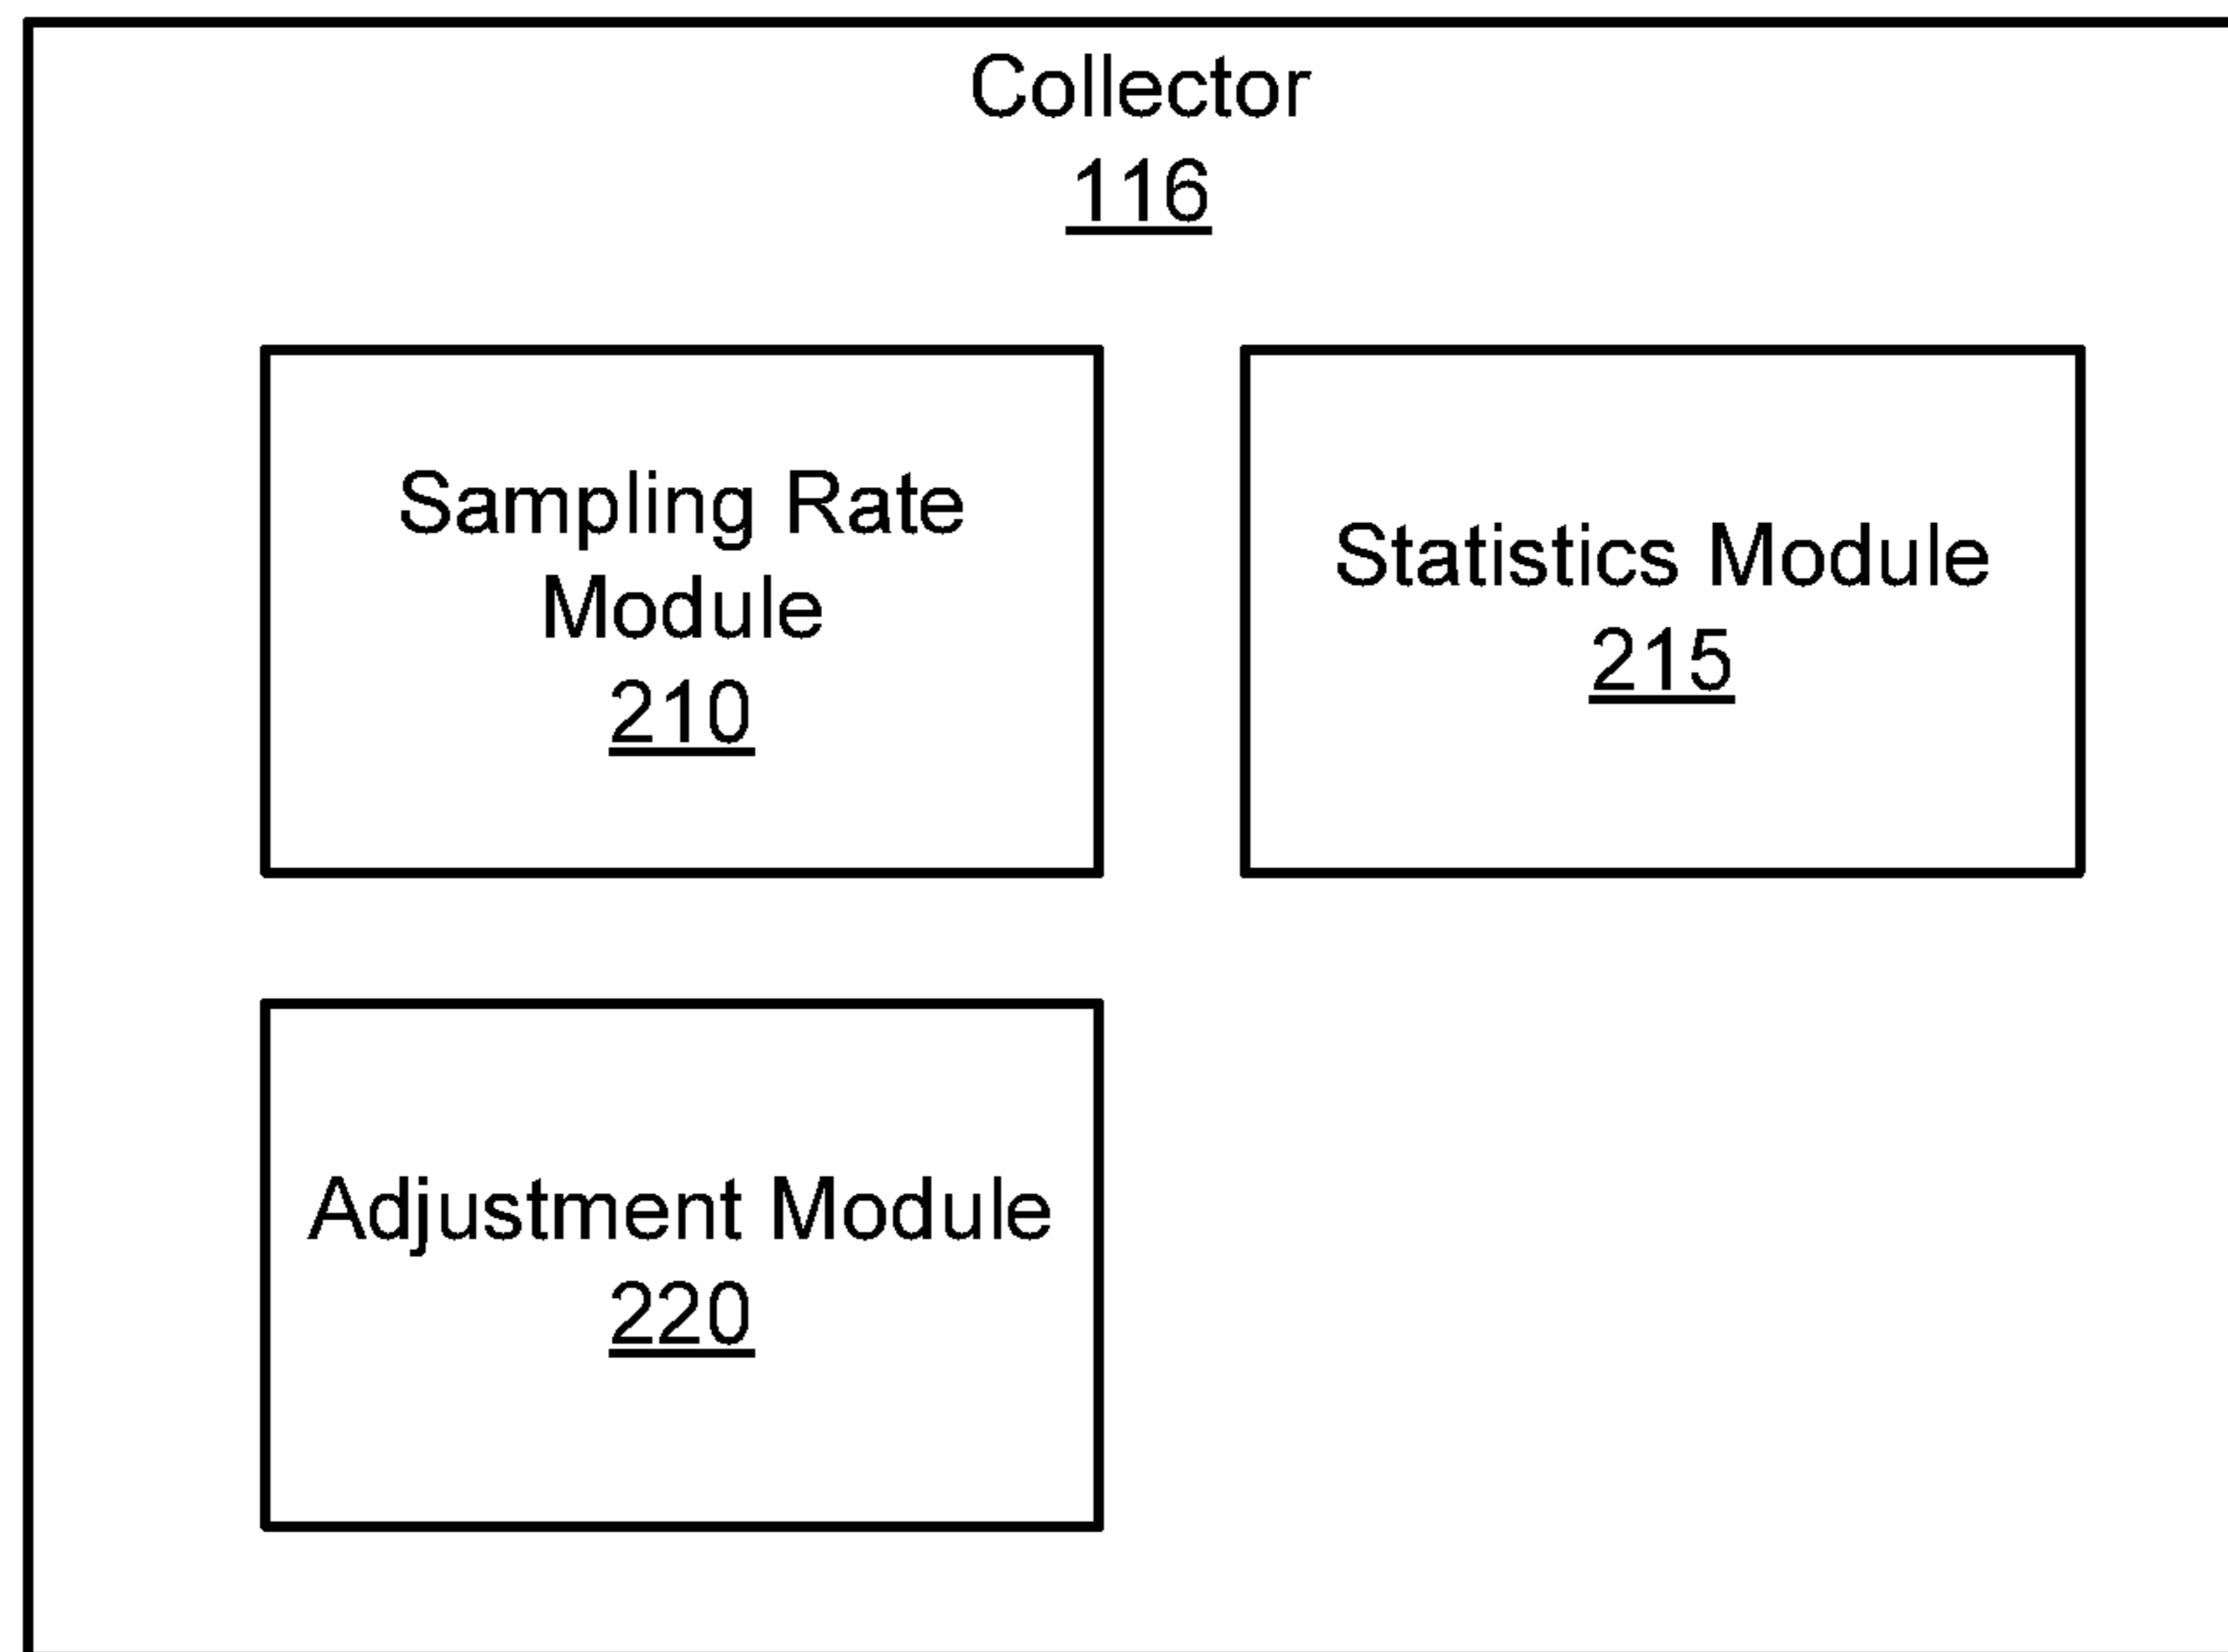 Collector
116
Sampling Rate
Module
210
Statistics Module
215
Adjustment Module
220